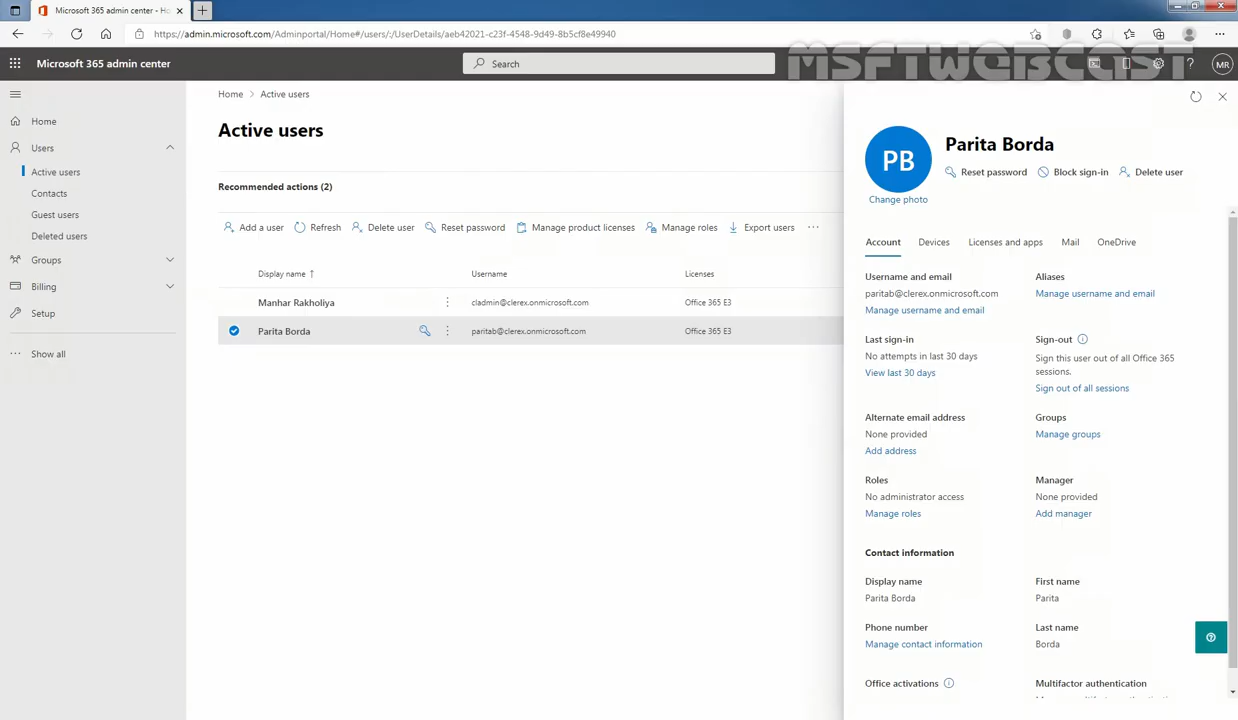 Microsoft 365 admin center - Ho
https://admin.microsoft.com/Adminportal/Home#/users/:/UserDetails/aeb42021-c23f-4548-9d49-8b5cf8e49940
Microsoft 365 admin center
Search
MSFTWEBCAST
MR
Home
Users
Active users
Contacts
Guest users
Deleted users
Groups
Billing
Setup
Show all
Home > Active users
Active users
Recommended actions (2)
Add a user Refresh Delete user Reset password Manage product licenses Manage roles Export users
Display name ↑ Username Licenses
Manhar Rakholiya cladmin@clerex.onmicrosoft.com Office 365 E3
Parita Borda paritab@clerex.onmicrosoft.com Office 365 E3
PB
Change photo
Parita Borda
Reset password Block sign-in Delete user
Account Devices Licenses and apps Mail OneDrive
Username and email
paritab@clerex.onmicrosoft.com
Manage username and email
Aliases
Manage username and email
Last sign-in
No attempts in last 30 days
View last 30 days
Sign-out
Sign this user out of all Office 365
sessions.
Sign out of all sessions
Alternate email address
None provided
Add address
Groups
Manage groups
Roles
No administrator access
Manage roles
Manager
None provided
Add manager
Contact information
Display name
Parita Borda
First name
Parita
Phone number
Manage contact information
Last name
Borda
Office activations
Multifactor authentication